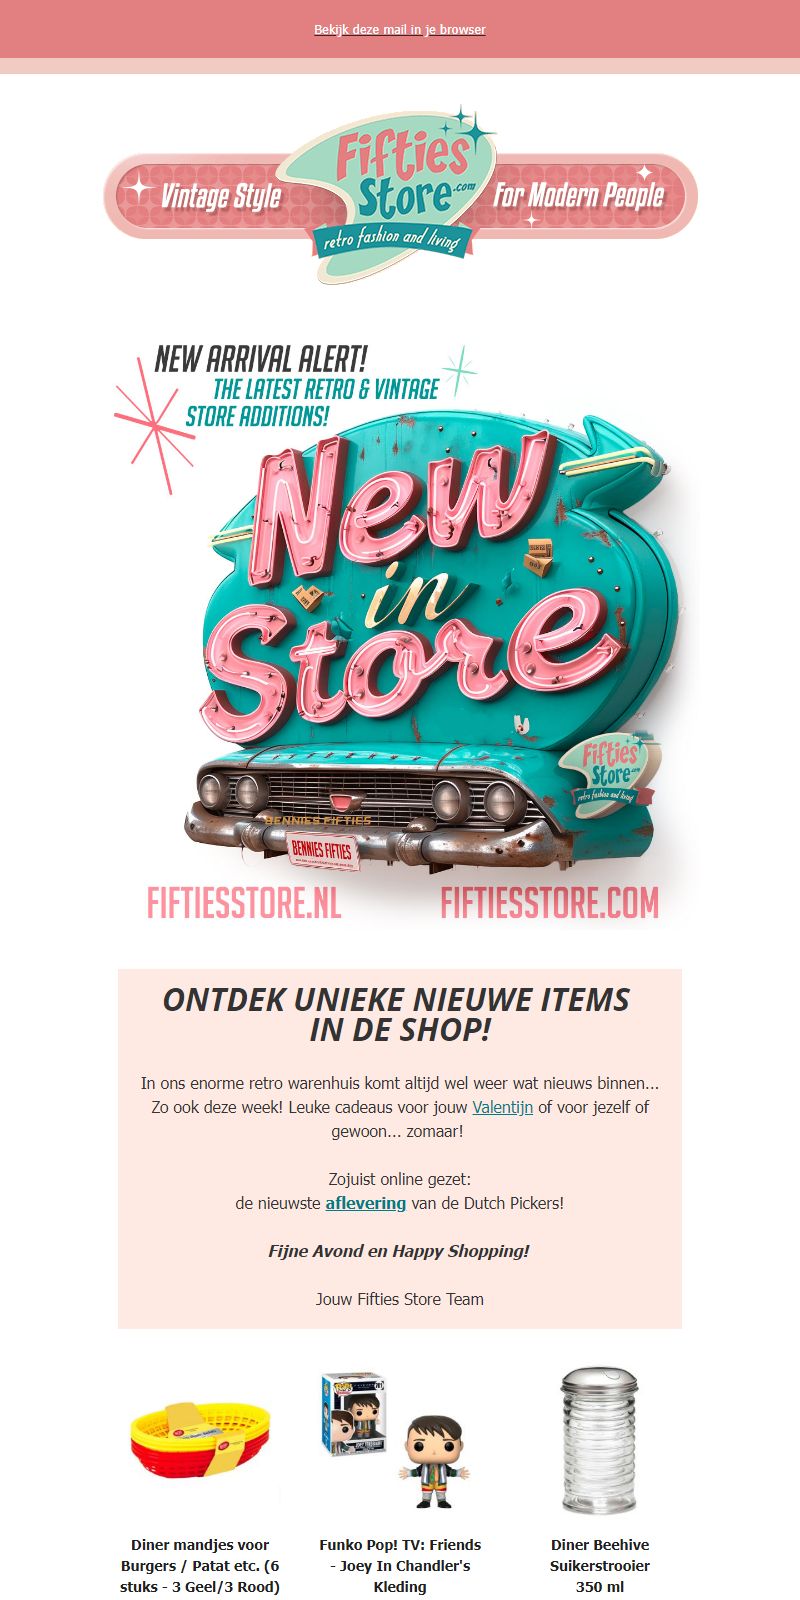 Bekijk deze mail in je browser
Vintage Style
Fifties
Store.com
retro fashion and living
For Modern People
NEW ARRIVAL ALERT!
THE LATEST RETRO & VINTAGE
STORE ADDITIONS!
New
in
Store
Fifties
Store.com
retro fashion and living
BENNIES FIFTIES
BENNIES FIFTIES
FIFTIESSTORE.NL
FIFTIESSTORE.COM
ONTDEK UNIEKE NIEUWE ITEMS
IN DE SHOP!
In ons enorme retro warenhuis komt altijd wel weer wat nieuws binnen...
Zo ook deze week! Leuke cadeaus voor jouw Valentijn of voor jezelf of
gewoon... zomaar!
Zojuist online gezet:
de nieuwste aflevering van de Dutch Pickers!
Fijne Avond en Happy Shopping!
Jouw Fifties Store Team
Diner mandjes voor
Burgers / Patat etc. (6
stuks - 3 Geel/3 Rood)
Funko Pop! TV: Friends
- Joey In Chandler's
Kleding
Diner Beehive
Suikerstrooier
350 ml